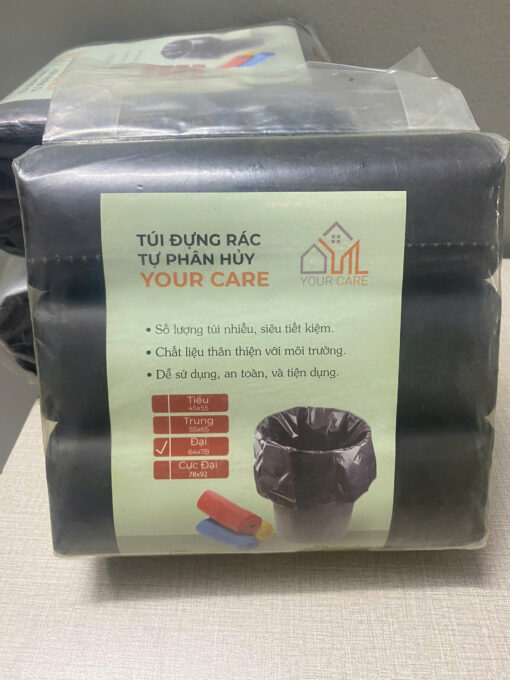 TÚI ĐỰNG RÁC
TỰ PHÂN HỦY
YOUR CARE
YOUR CARE
• Số lượng túi nhiều, siêu tiết kiệm.
• Chất liệu thân thiện với môi trường.
• Dễ sử dụng, an toàn, và tiện dụng.
Tiểu
45x55
Trung
55x65
Đại
64x78
Cực Đại
78x92